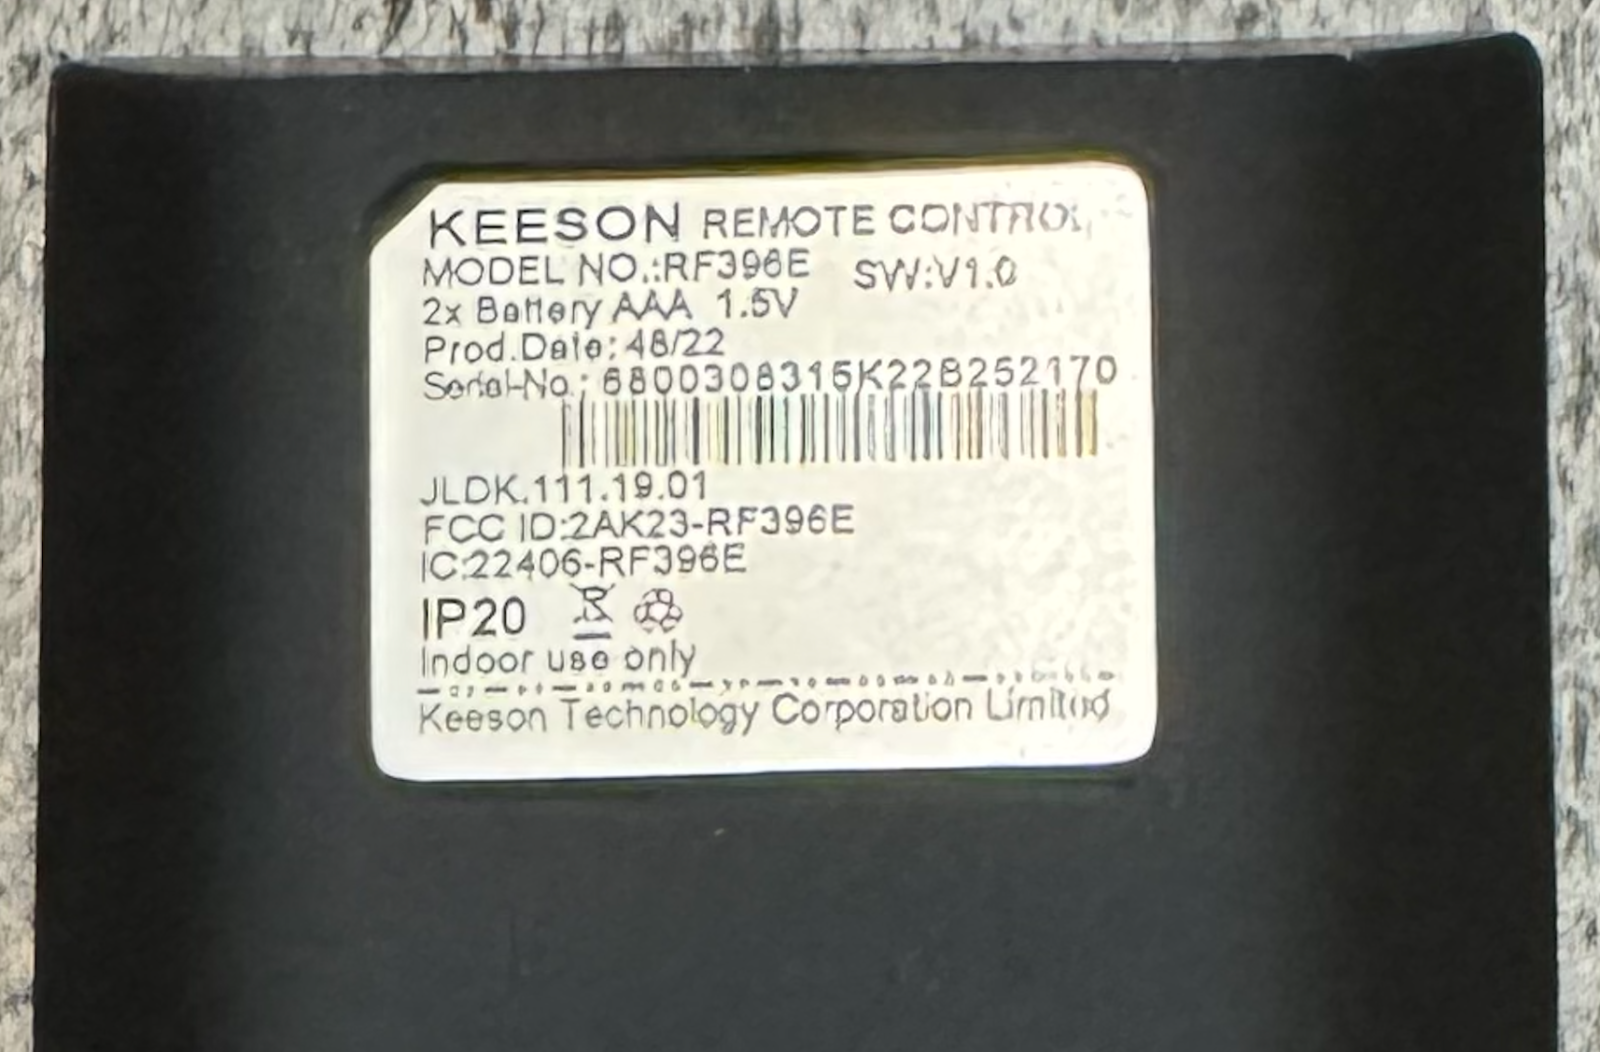 KEESON REMOTE CONTROL
MODEL NO.:RF396E SW:V1.0
2x Battery AAA 1.5V
Prod.Date: 48/22
Serial-No.: 6800308315K228252170
JLDK.111.19.01
FCC ID:2AK23-RF396E
IC:22406-RF396E
IP20
Indoor use only
Keeson Technology Corporation Limited